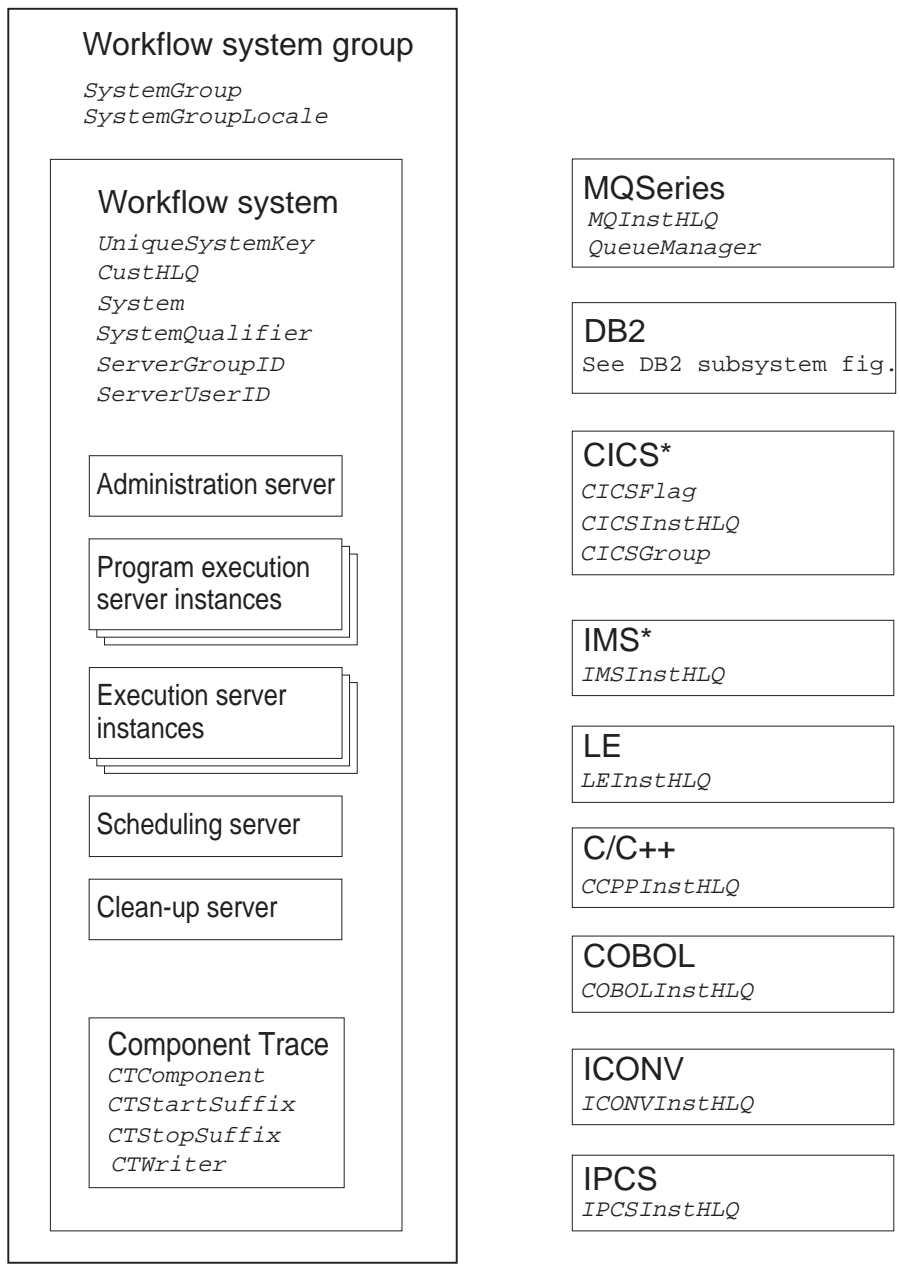 Workflow system group
SystemGroup
SystemGroupLocale
Workflow system
UniqueSystemKey
CustHLQ
System
SystemQualifier
ServerGroupID
ServerUserID
Administration server
Program execution
server instances
Execution server
instances
Scheduling server
Clean-up server
Component Trace
CTComponent
CTStartSuffix
CTStopSuffix
CTWriter
MQSeries
MQInstHLQ
QueueManager
DB2
See DB2 subsystem fig.
CICS*
CICSFlag
CICSInstHLQ
CICSGroup
IMS*
IMSInstHLQ
LE
LEInstHLQ
C/C++
CCPPInstHLQ
COBOL
COBOLInstHLQ
ICONV
ICONVInstHLQ
IPCS
IPCSInstHLQ